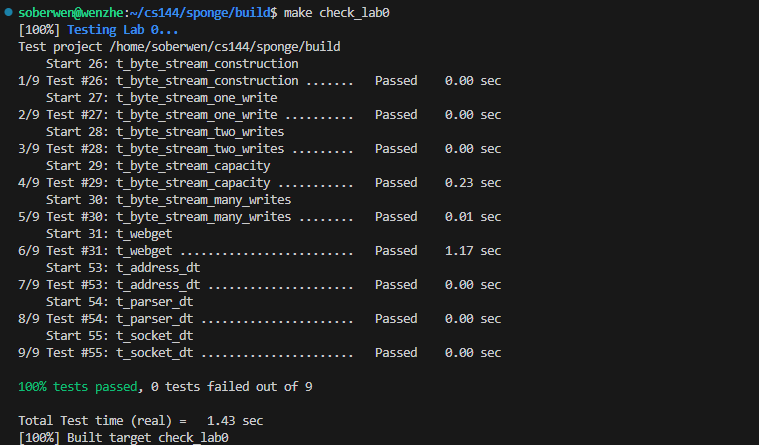 soberwen@wenzhe:~/cs144/sponge/build$ make check_lab0
[100%] Testing Lab 0...
Test project /home/soberwen/cs144/sponge/build
    Start 26: t_byte_stream_construction
1/9 Test #26: t_byte_stream_construction .......   Passed    0.00 sec
    Start 27: t_byte_stream_one_write
2/9 Test #27: t_byte_stream_one_write ..........   Passed    0.00 sec
    Start 28: t_byte_stream_two_writes
3/9 Test #28: t_byte_stream_two_writes .........   Passed    0.00 sec
    Start 29: t_byte_stream_capacity
4/9 Test #29: t_byte_stream_capacity ...........   Passed    0.23 sec
    Start 30: t_byte_stream_many_writes
5/9 Test #30: t_byte_stream_many_writes ........   Passed    0.01 sec
    Start 31: t_webget
6/9 Test #31: t_webget .........................   Passed    1.17 sec
    Start 53: t_address_dt
7/9 Test #53: t_address_dt .....................   Passed    0.00 sec
    Start 54: t_parser_dt
8/9 Test #54: t_parser_dt ......................   Passed    0.00 sec
    Start 55: t_socket_dt
9/9 Test #55: t_socket_dt ......................   Passed    0.00 sec

100% tests passed, 0 tests failed out of 9

Total Test time (real) =   1.43 sec
[100%] Built target check_lab0